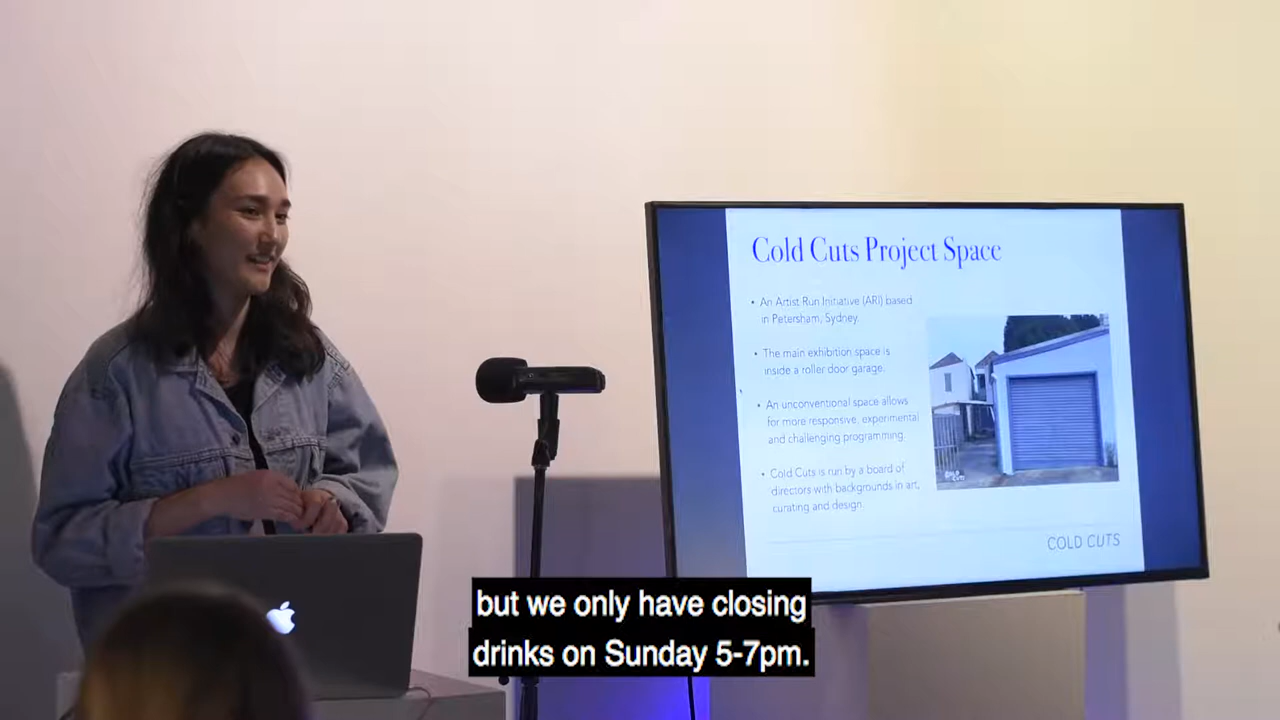 Cold Cuts Project Space
• An Artist Run Initiative (ARI) based
in Petersham, Sydney.
• The main exhibition space is
inside a roller door garage.
• An unconventional space allows
for more responsive, experimental
and challenging programming.
• Cold Cuts is run by a board of
directors with backgrounds in art,
curating and design.
COLD CUTS
COLD CUTS
but we only have closing
drinks on Sunday 5-7pm.